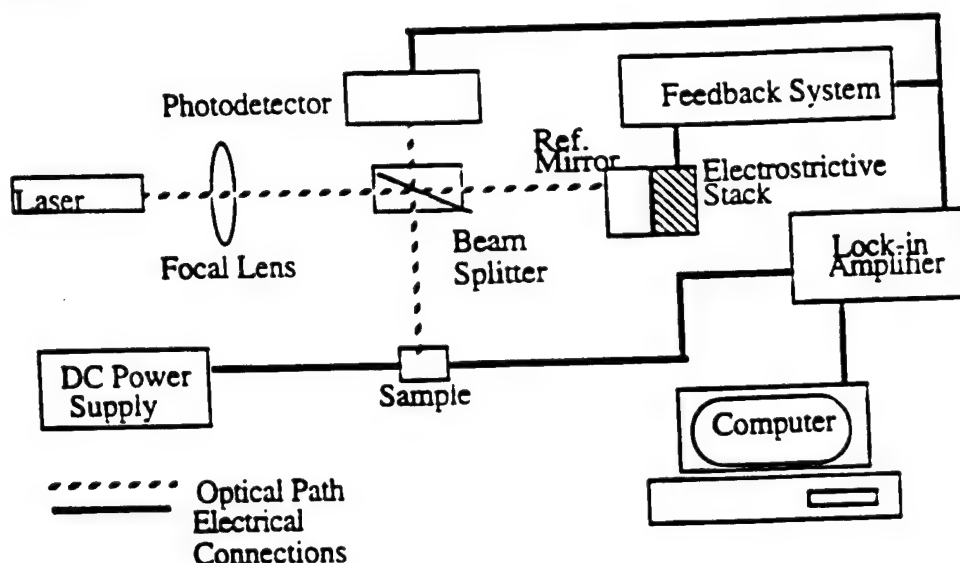 Photodetector
Feedback System
Ref.
Mirror
Electrostrictive
Stack
Laser
Focal Lens
Beam
Splitter
Lock-in
Amplifier
DC Power
Supply
Sample
Computer
Optical Path
Electrical
Connections